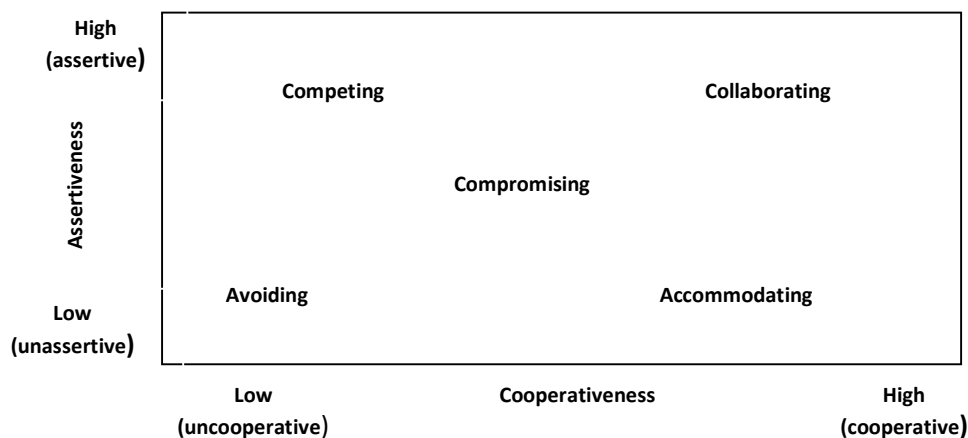 High
(assertive)
Competing
Collaborating
Assertiveness
Compromising
Avoiding
Accommodating
Low
(unassertive)
Low
Cooperativeness
High
(uncooperative)
(cooperative)